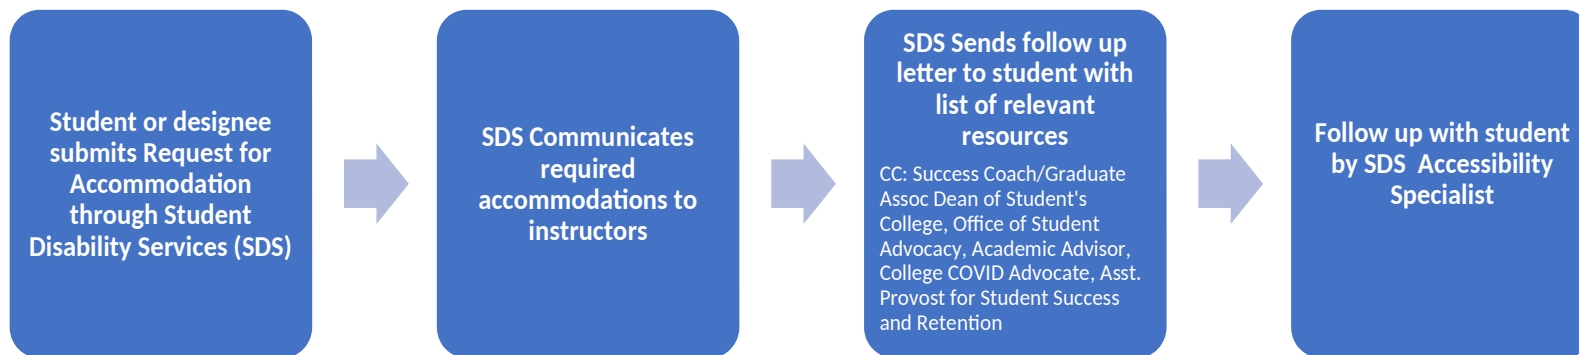 Student or designee
submits Request for
Accommodation
through Student
Disability Services (SDS)
SDS Communicates
required
accommodations to
instructors
SDS Sends follow up
letter to student with
list of relevant
resources
CC: Success Coach/Graduate
Assoc Dean of Student's
College, Office of Student
Advocacy, Academic Advisor,
College COVID Advocate, Asst.
Provost for Student Success
and Retention
Follow up with student
by SDS  Accessibility
Specialist